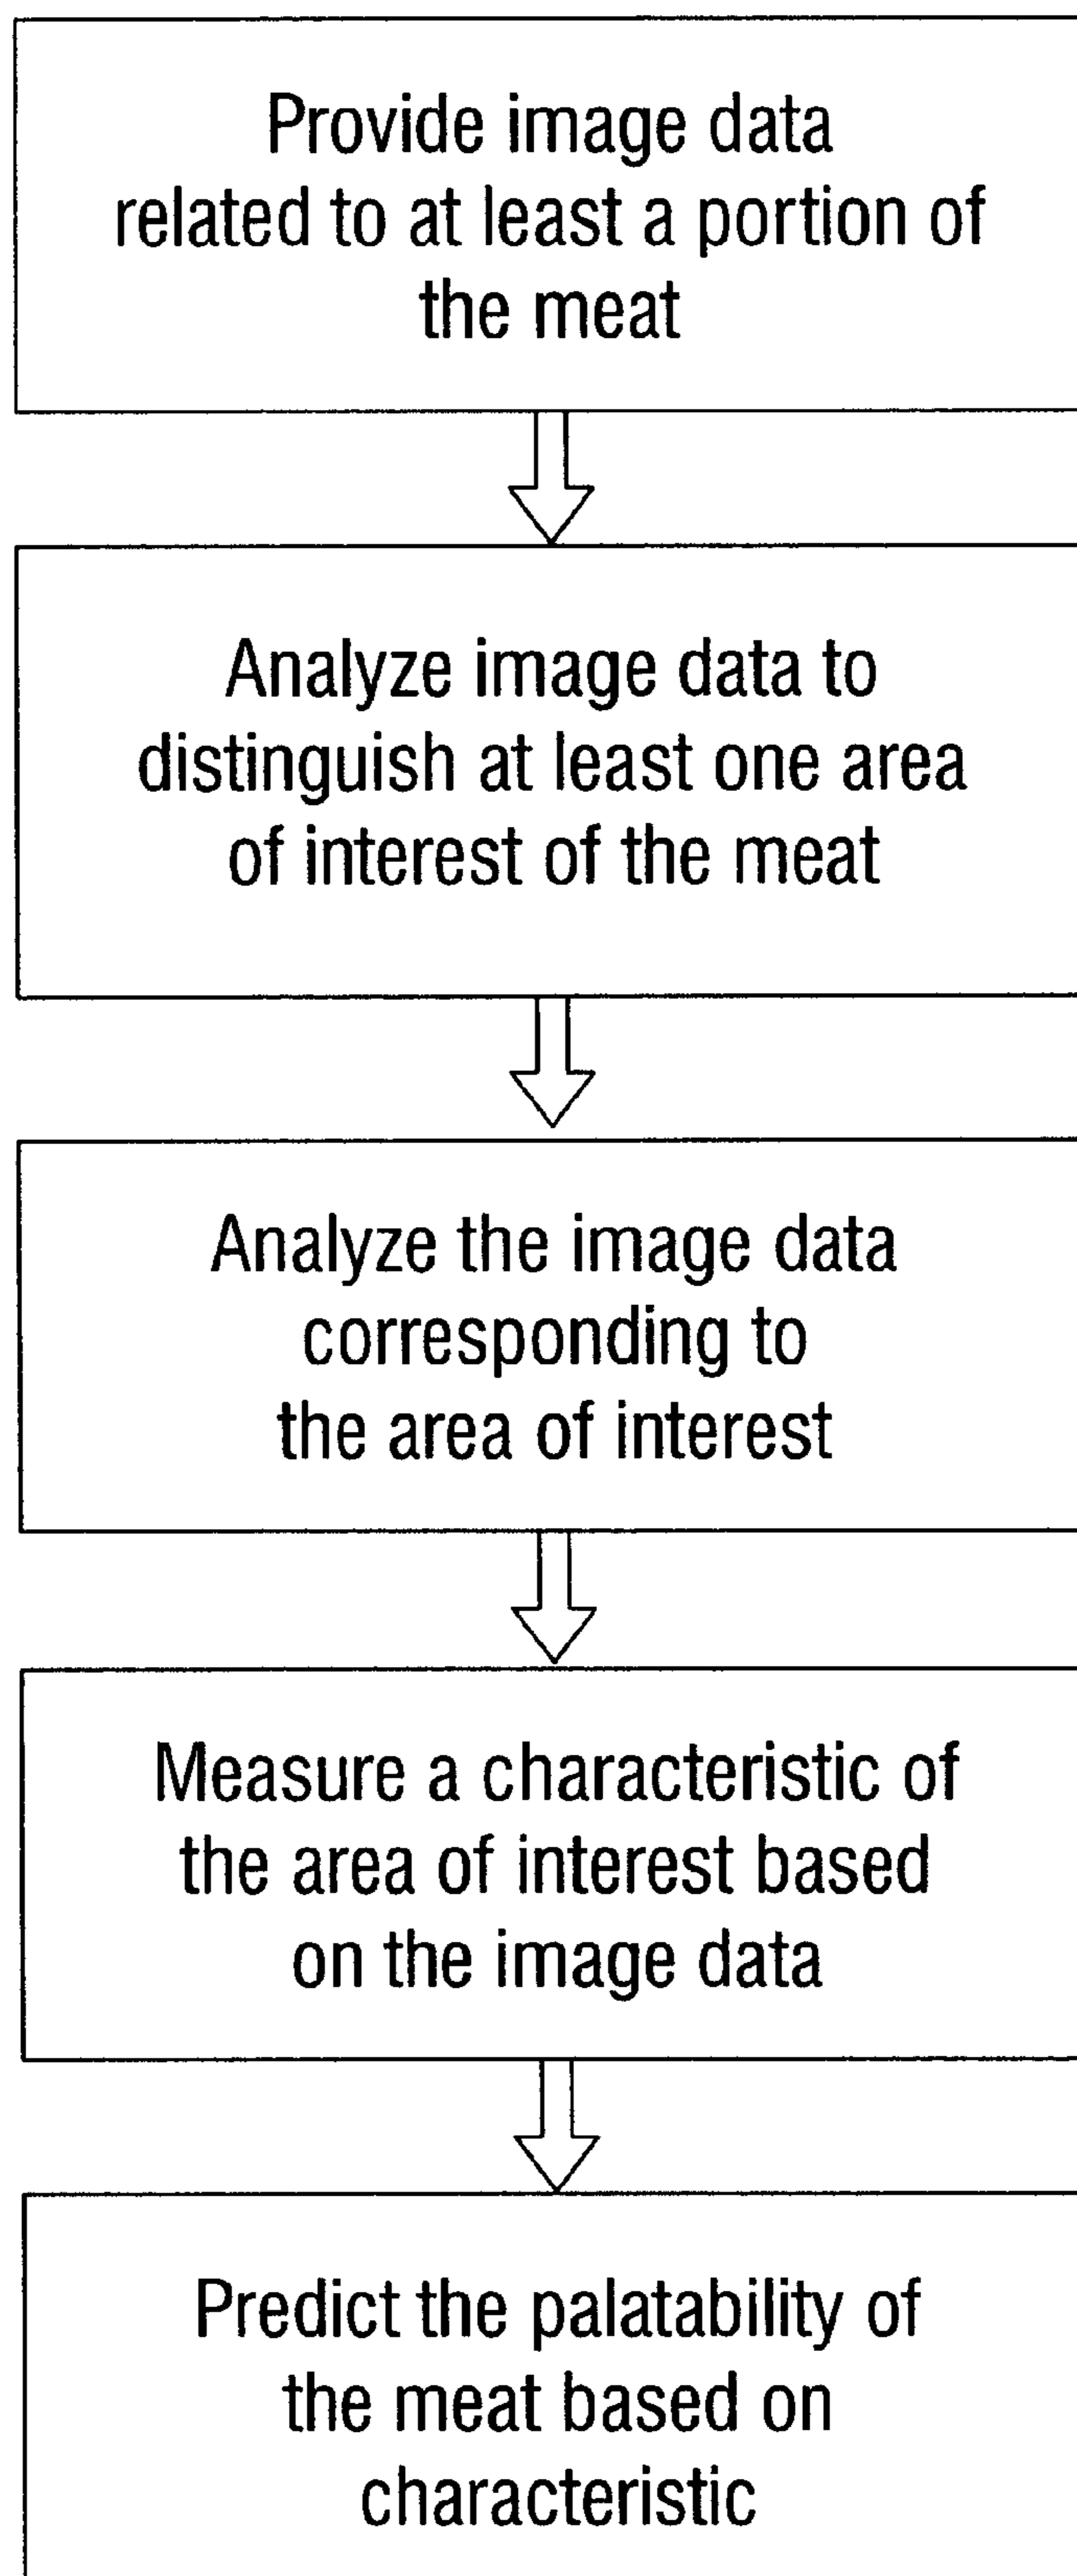 Provide image data
related to at least a portion of
the meat
Analyze image data to
distinguish at least one area
of interest of the meat
Analyze the image data
corresponding to
the area of interest
Measure a characteristic of
the area of interest based
on the image data
Predict the palatability of
the meat based on
characteristic